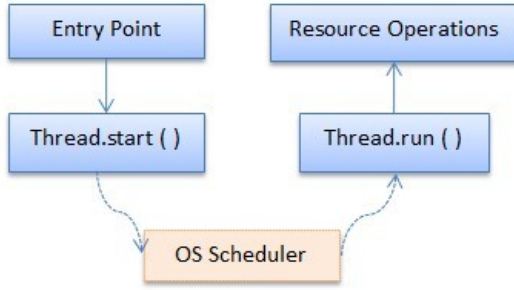 Entry Point
Resource Operations
Thread.start ( )
Thread.run ( )
OS Scheduler